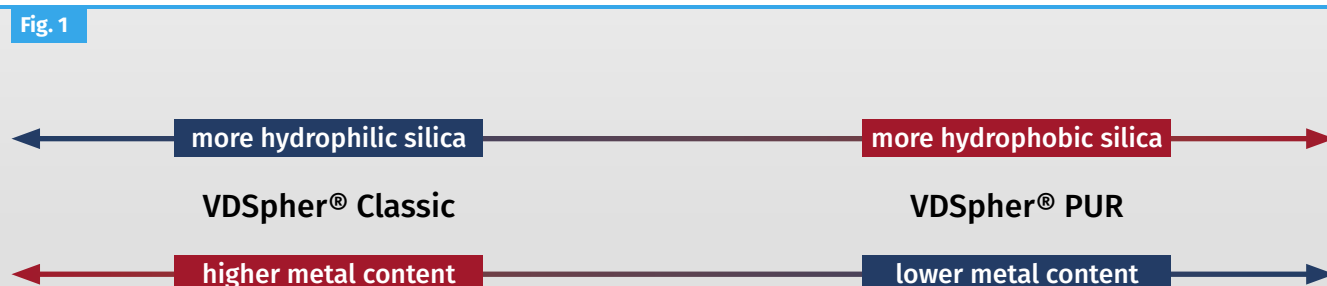 Fig. 1
more hydrophilic silica more hydrophobic silica
VDSpher® Classic VDSpher® PUR
higher metal content lower metal content